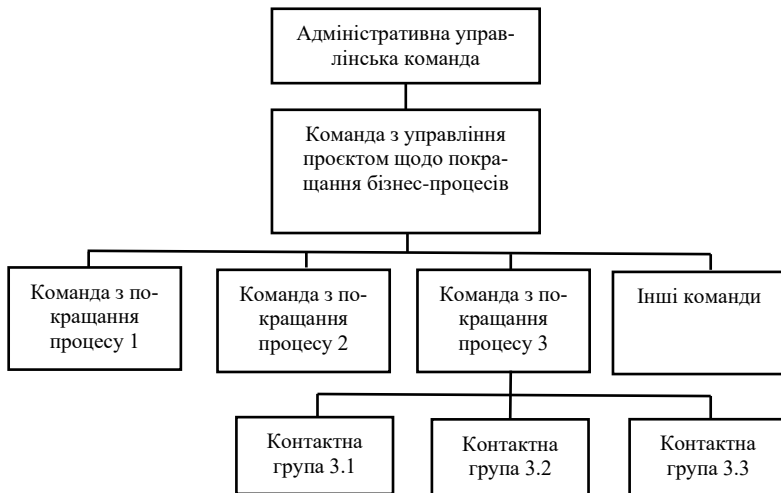 Адміністративна управ-
лінська команда
Команда з управління
проєктом щодо покра-
щання бізнес-процесів
Команда з по-
кращання
процесу 1
Команда з по-
кращання
процесу 2
Команда з по-
кращання
процесу 3
Інші команди
Контактна
група 3.1
Контактна
група 3.2
Контактна
група 3.3